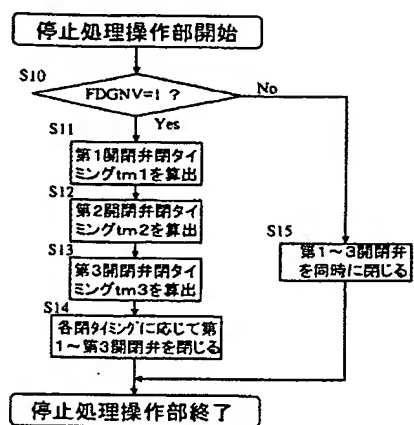 停止処理操作部開始
S10
FDGNV=1 ?
No
Yes
S11
第1開閉弁閉タイ
ミングtm1を算出
S12
第2開閉弁閉タイ
ミングtm2を算出
S13
第3開閉弁閉タイ
ミングtm3を算出
S14
各閉タイミングに応じて第
1～第3開閉弁を閉じる
S15
第1～3開閉弁
を同時に閉じる
停止処理操作部終了